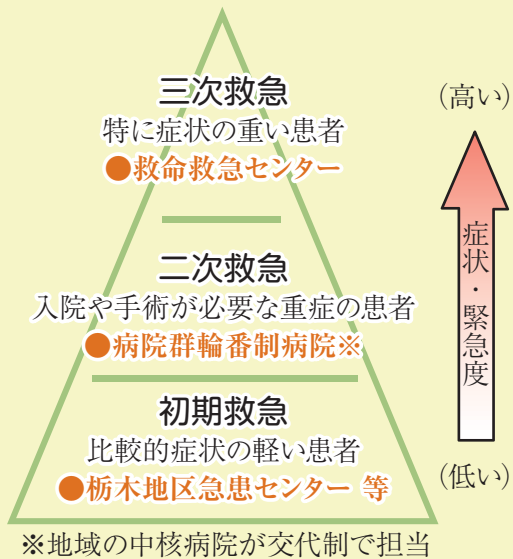 三次救急
特に症状の重い患者
●救命救急センター
二次救急
入院や手術が必要な重症の患者
●病院群輪番制病院※
初期救急
比較的症状の軽い患者
●栃木地区急患センター 等
※地域の中核病院が交代制で担当
(高い)
症状・緊急度
(低い)